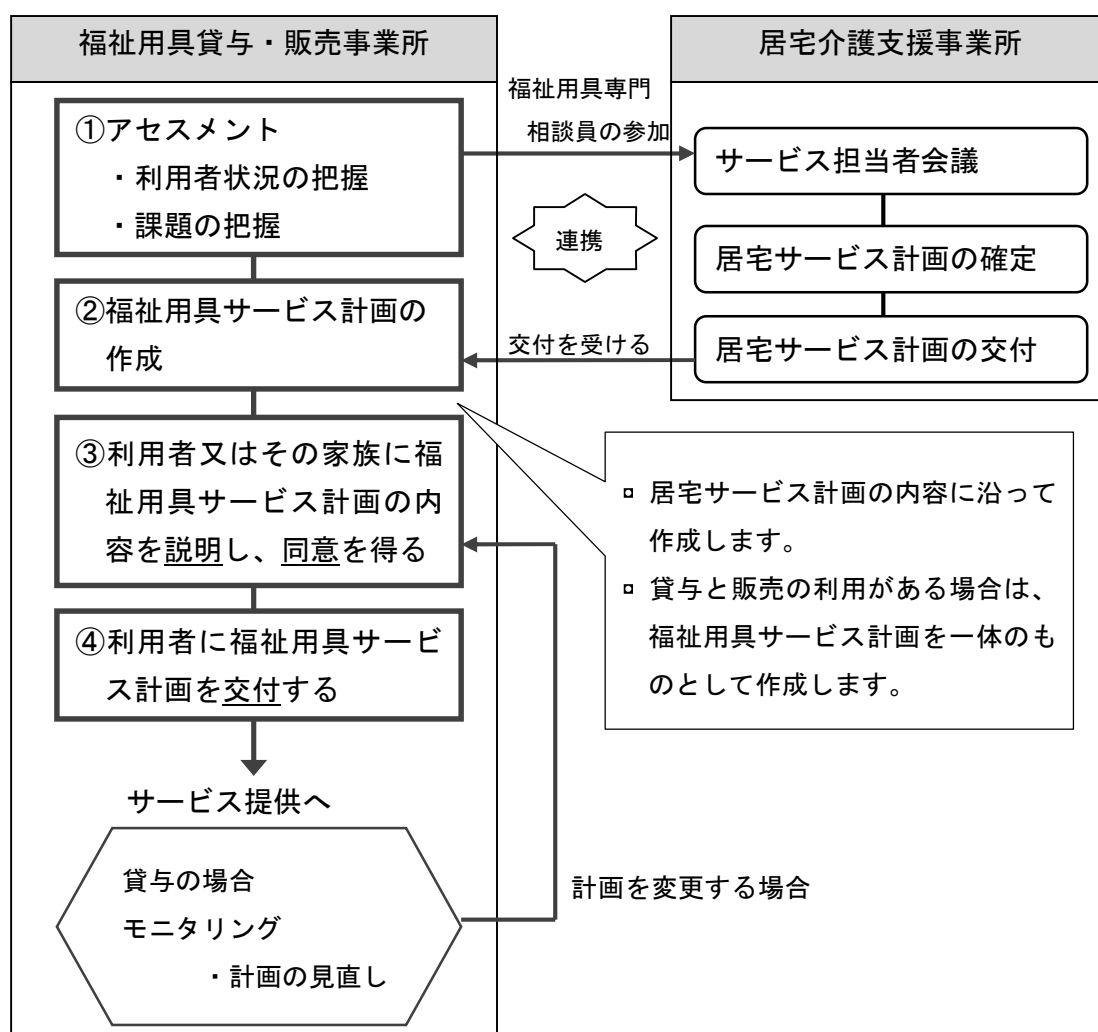 福祉用具貸与・販売事業所
①アセスメント
・利用者状況の把握
・課題の把握
②福祉用具サービス計画の
作成
③利用者又はその家族に福
祉用具サービス計画の内
容を説明し、同意を得る
④利用者に福祉用具サービ
ス計画を交付する
サービス提供へ
貸与の場合
モニタリング
・計画の見直し
福祉用具専門
相談員の参加
連携
交付を受ける
居宅介護支援事業所
サービス担当者会議
居宅サービス計画の確定
居宅サービス計画の交付
¤ 居宅サービス計画の内容に沿って
作成します。
¤ 貸与と販売の利用がある場合は、
福祉用具サービス計画を一体のも
のとして作成します。
計画を変更する場合